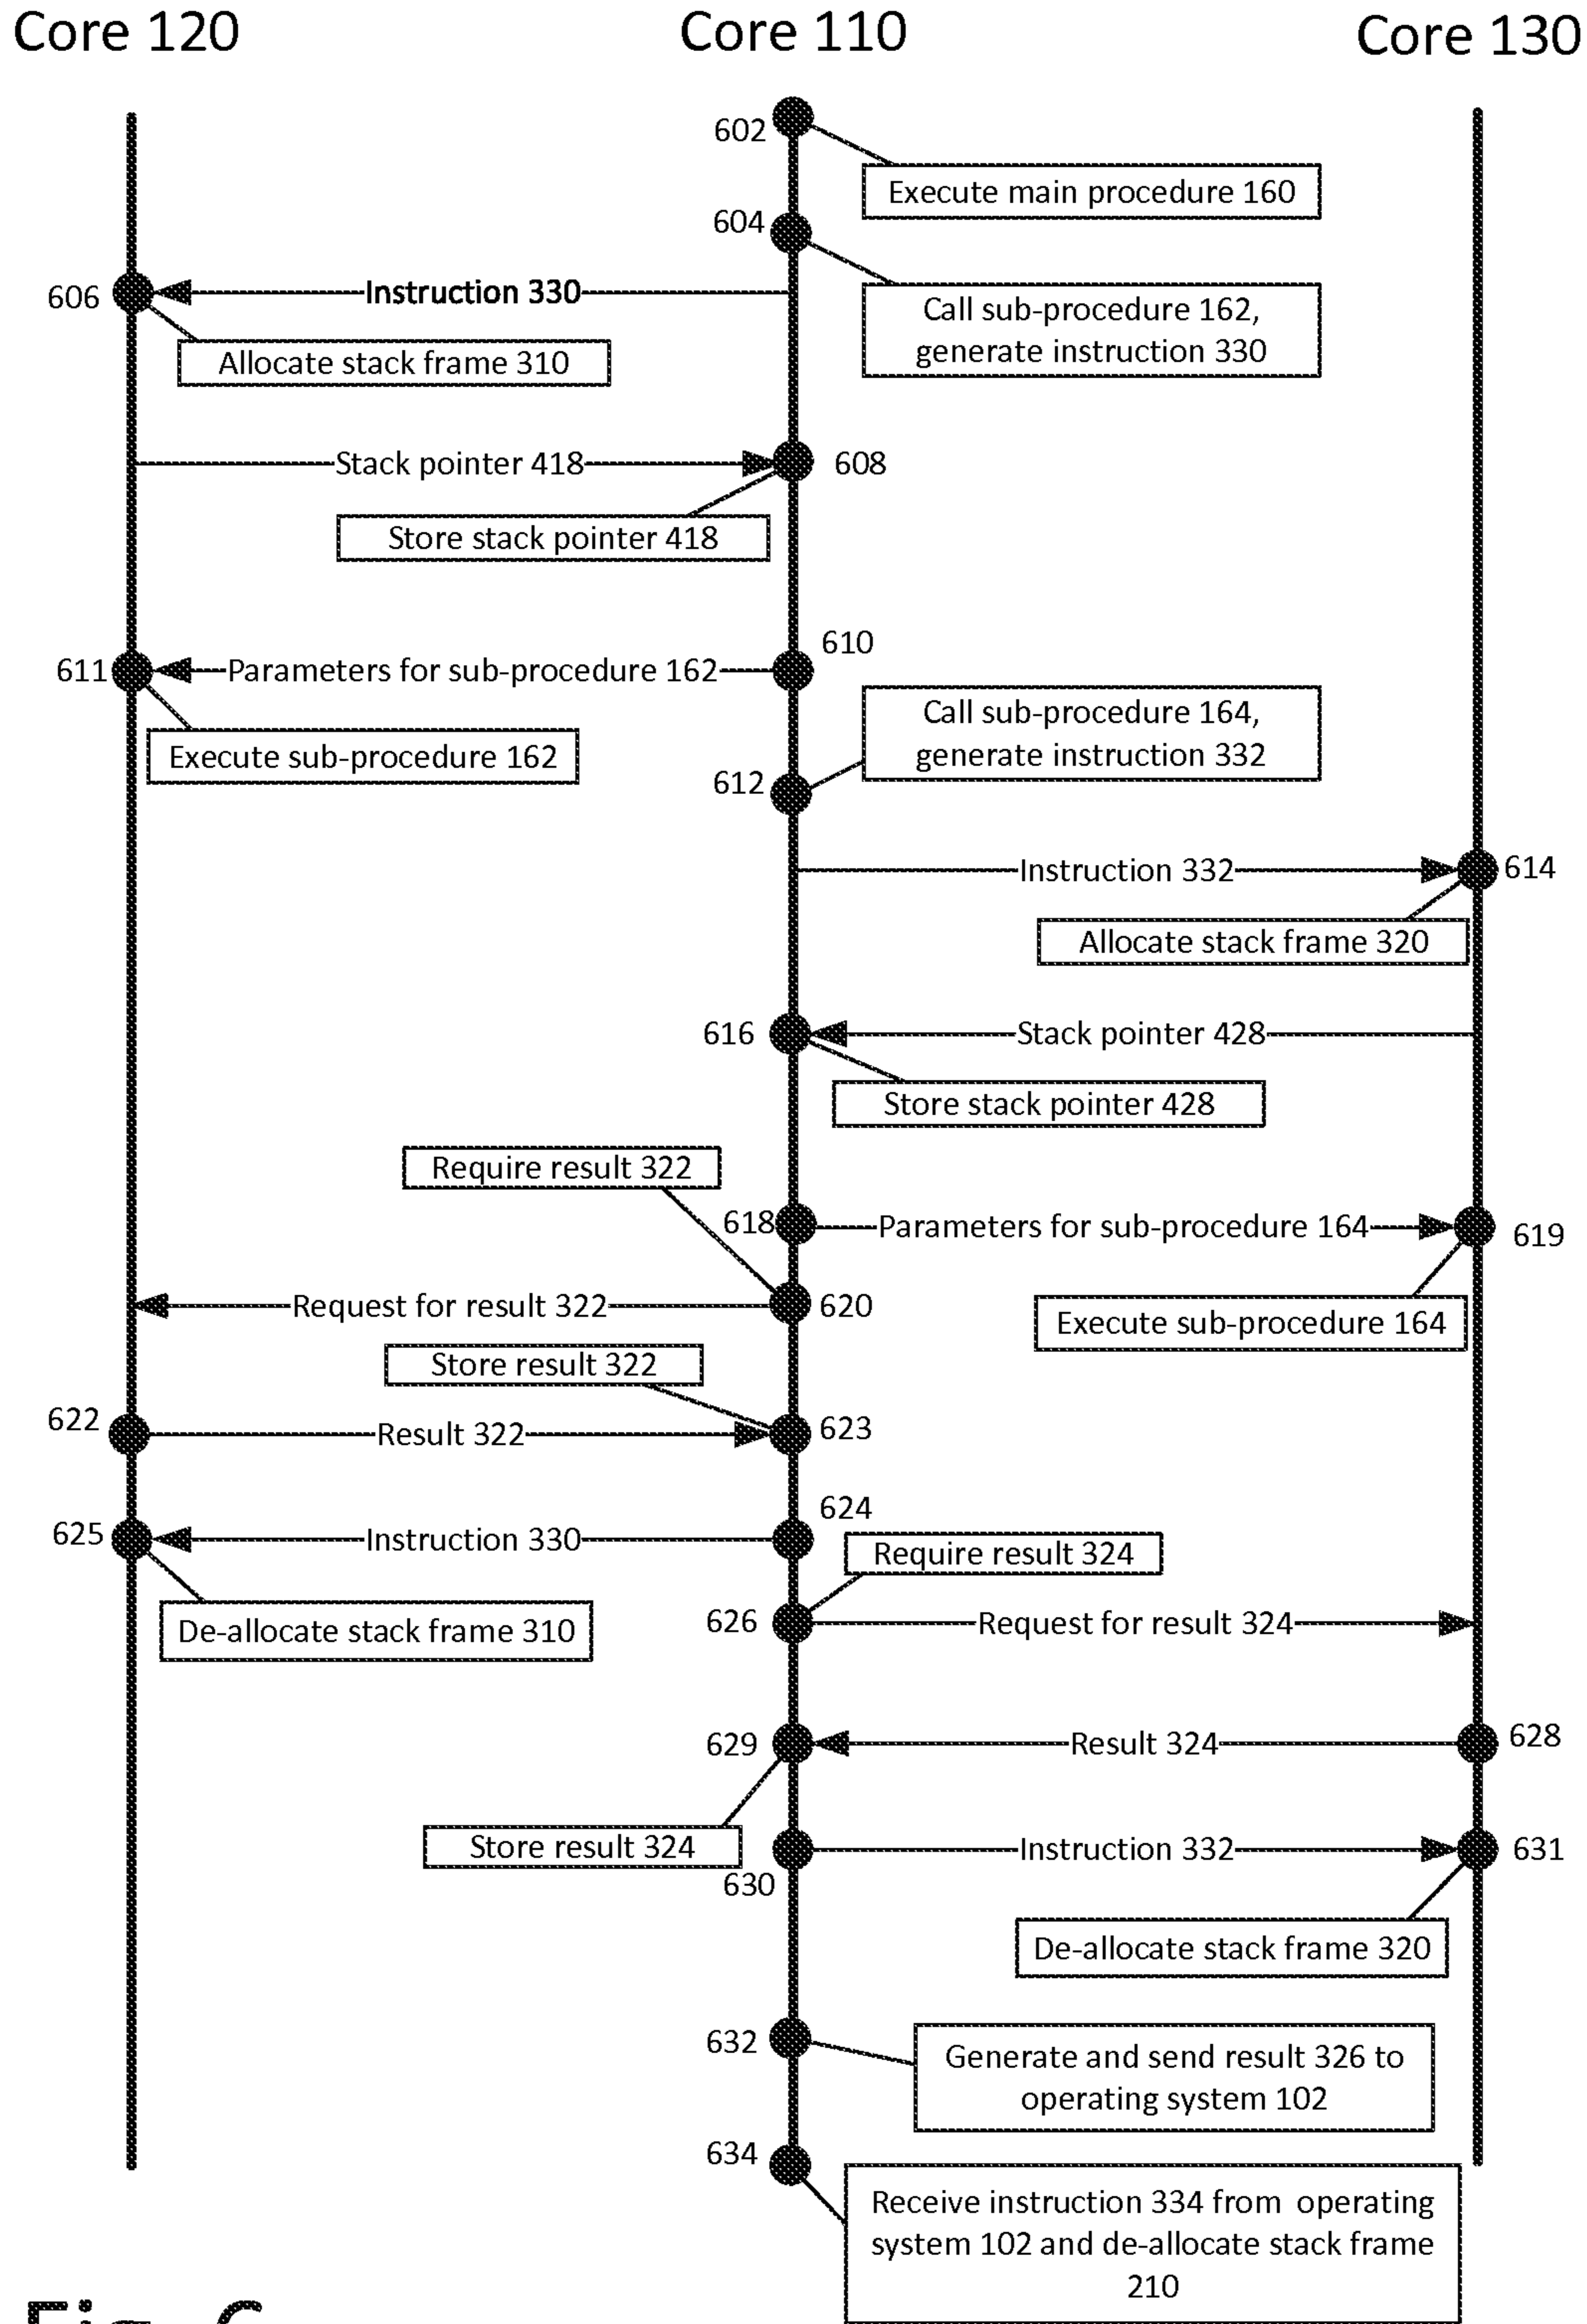 Core 120
Core 110
Core 130
602
Execute main procedure 160
604
606
Instruction 330
Call sub-procedure 162,
generate instruction 330
Allocate stack frame 310
Stack pointer 418
608
Store stack pointer 418
610
611
Parameters for sub-procedure 162
Call sub-procedure 164,
generate instruction 332
Execute sub-procedure 162
612
Instruction 332
614
Allocate stack frame 320
616
Stack pointer 428
Store stack pointer 428
Require result 322
618
Parameters for sub-procedure 164
619
Request for result 322
620
Execute sub-procedure 164
Store result 322
622
Result 322
623
624
625
Instruction 330
Require result 324
626
Request for result 324
De-allocate stack frame 310
629
Result 324
628
Store result 324
Instruction 332
631
630
De-allocate stack frame 320
632
Generate and send result 326 to
operating system 102
634
Receive instruction 334 from operating
system 102 and de-allocate stack frame
210
Fig. 6